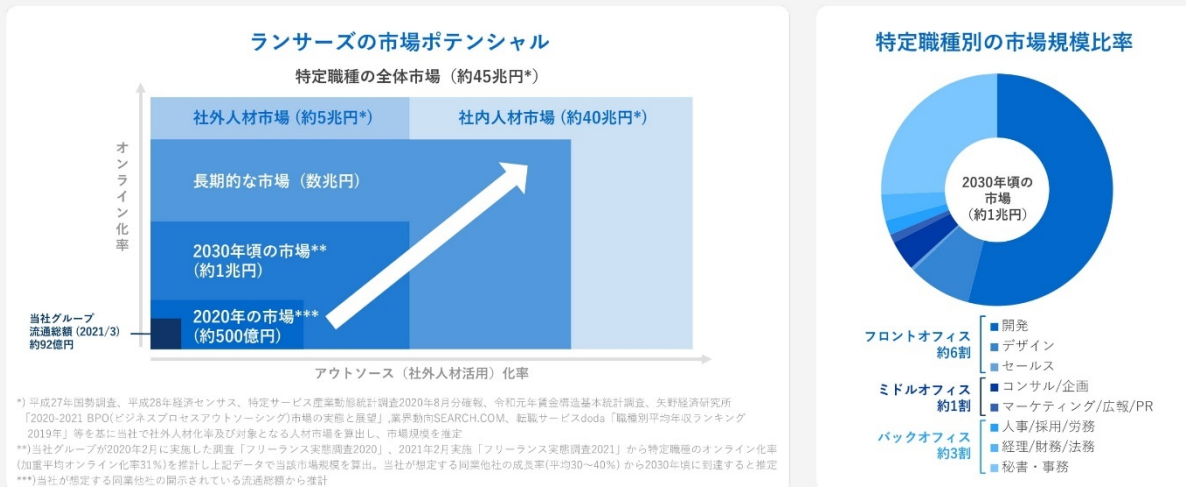 ランサーズの市場ポテンシャル
特定職種の全体市場（約45兆円*）
社外人材市場（約5兆円*）
社内人材市場（約40兆円*）
オンライン化率
長期的な市場（数兆円）
2030年頃の市場**
（約1兆円）
2020年の市場***
（約500億円）
当社グループ
流通総額（2021/3）
約92億円
アウトソース（社外人材活用）化率
*）平成27年国勢調査、平成28年経済センサス、特定サービス産業動態統計調査2020年8月分確報、令和元年賃金構造基本統計調査、矢野経済研究所
「2020-2021 BPO(ビジネスプロセスアウトソーシング)市場の実態と展望」,業界動向SEARCH.COM、転職サービスdoda「職種別平均年収ランキング
2019年」等を基に当社で社外人材化率及び対象となる人材市場を算出し、市場規模を推定
**)当社グループが2020年2月に実施した調査「フリーランス実態調査2020」、2021年2月実施「フリーランス実態調査2021」から特定職種のオンライン化率
(加重平均オンライン化率31%)を推計し上記データで当該市場規模を算出。当社が想定する同業他社の成長率(平均30～40%) から2030年頃に到達すると推定
***)当社が想定する同業他社の開示されている流通総額から推計
特定職種別の市場規模比率
2030年頃の
市場
（約1兆円）
フロントオフィス
約6割
開発
デザイン
セールス
ミドルオフィス
約1割
コンサル/企画
マーケティング/広報/PR
バックオフィス
約3割
人事/採用/労務
経理/財務/法務
秘書・事務